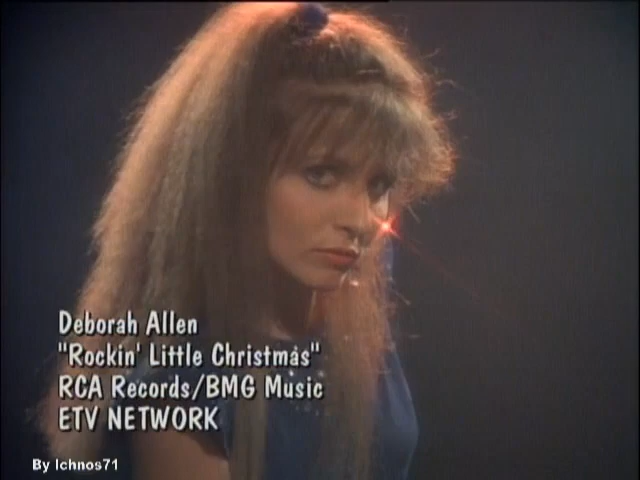 Deborah Allen
"Rockin' Little Christmas"
RCA Records/BMG Music
ETV NETWORK
By Ichnos71